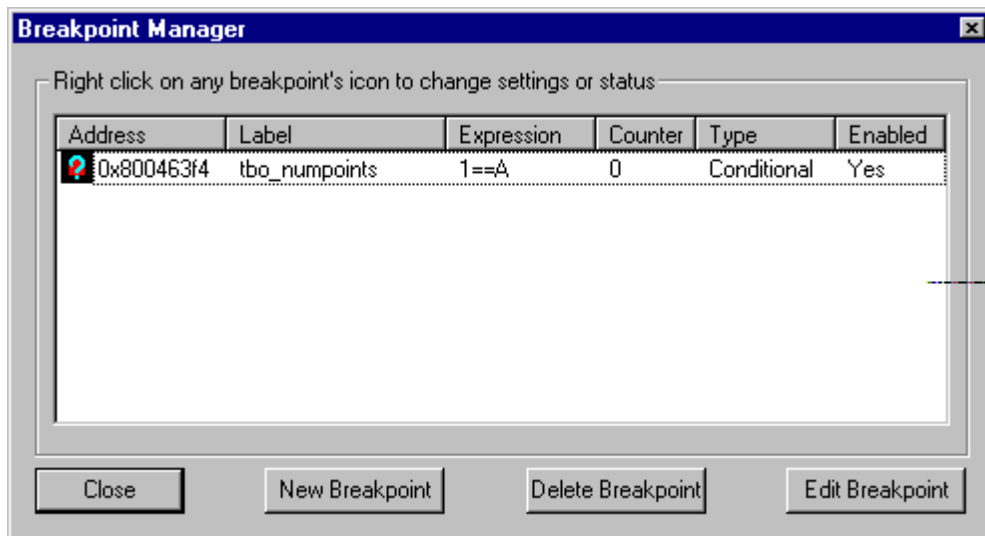 Breakpoint Manager
Right click on any breakpoint's icon to change settings or status
Address Label Expression Counter Type Enabled
0x800463f4 tbo_numpoints 1==A 0 Conditional Yes
Close New Breakpoint Delete Breakpoint Edit Breakpoint